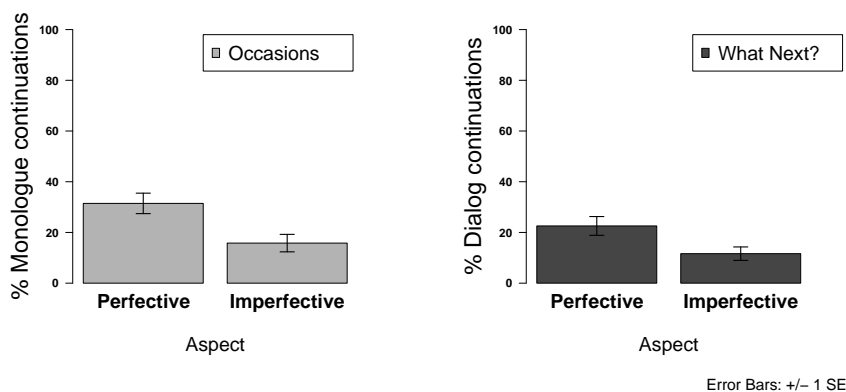 % Monologue continuations
100
80
60
40
20
0
Occasions
Perfective Imperfective
Aspect
% Dialog continuations
100
80
60
40
20
0
What Next?
Perfective Imperfective
Aspect
Error Bars: +/− 1 SE